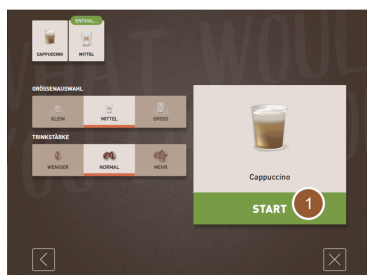 ENTHAL...
CAPPUCCINO
MITTEL
GRÖSSENAUSWAHL
KLEIN
MITTEL
GROSS
TRINKSTÄRKE
WENIGER
NORMAL
MEHR
Cappuccino
START
1